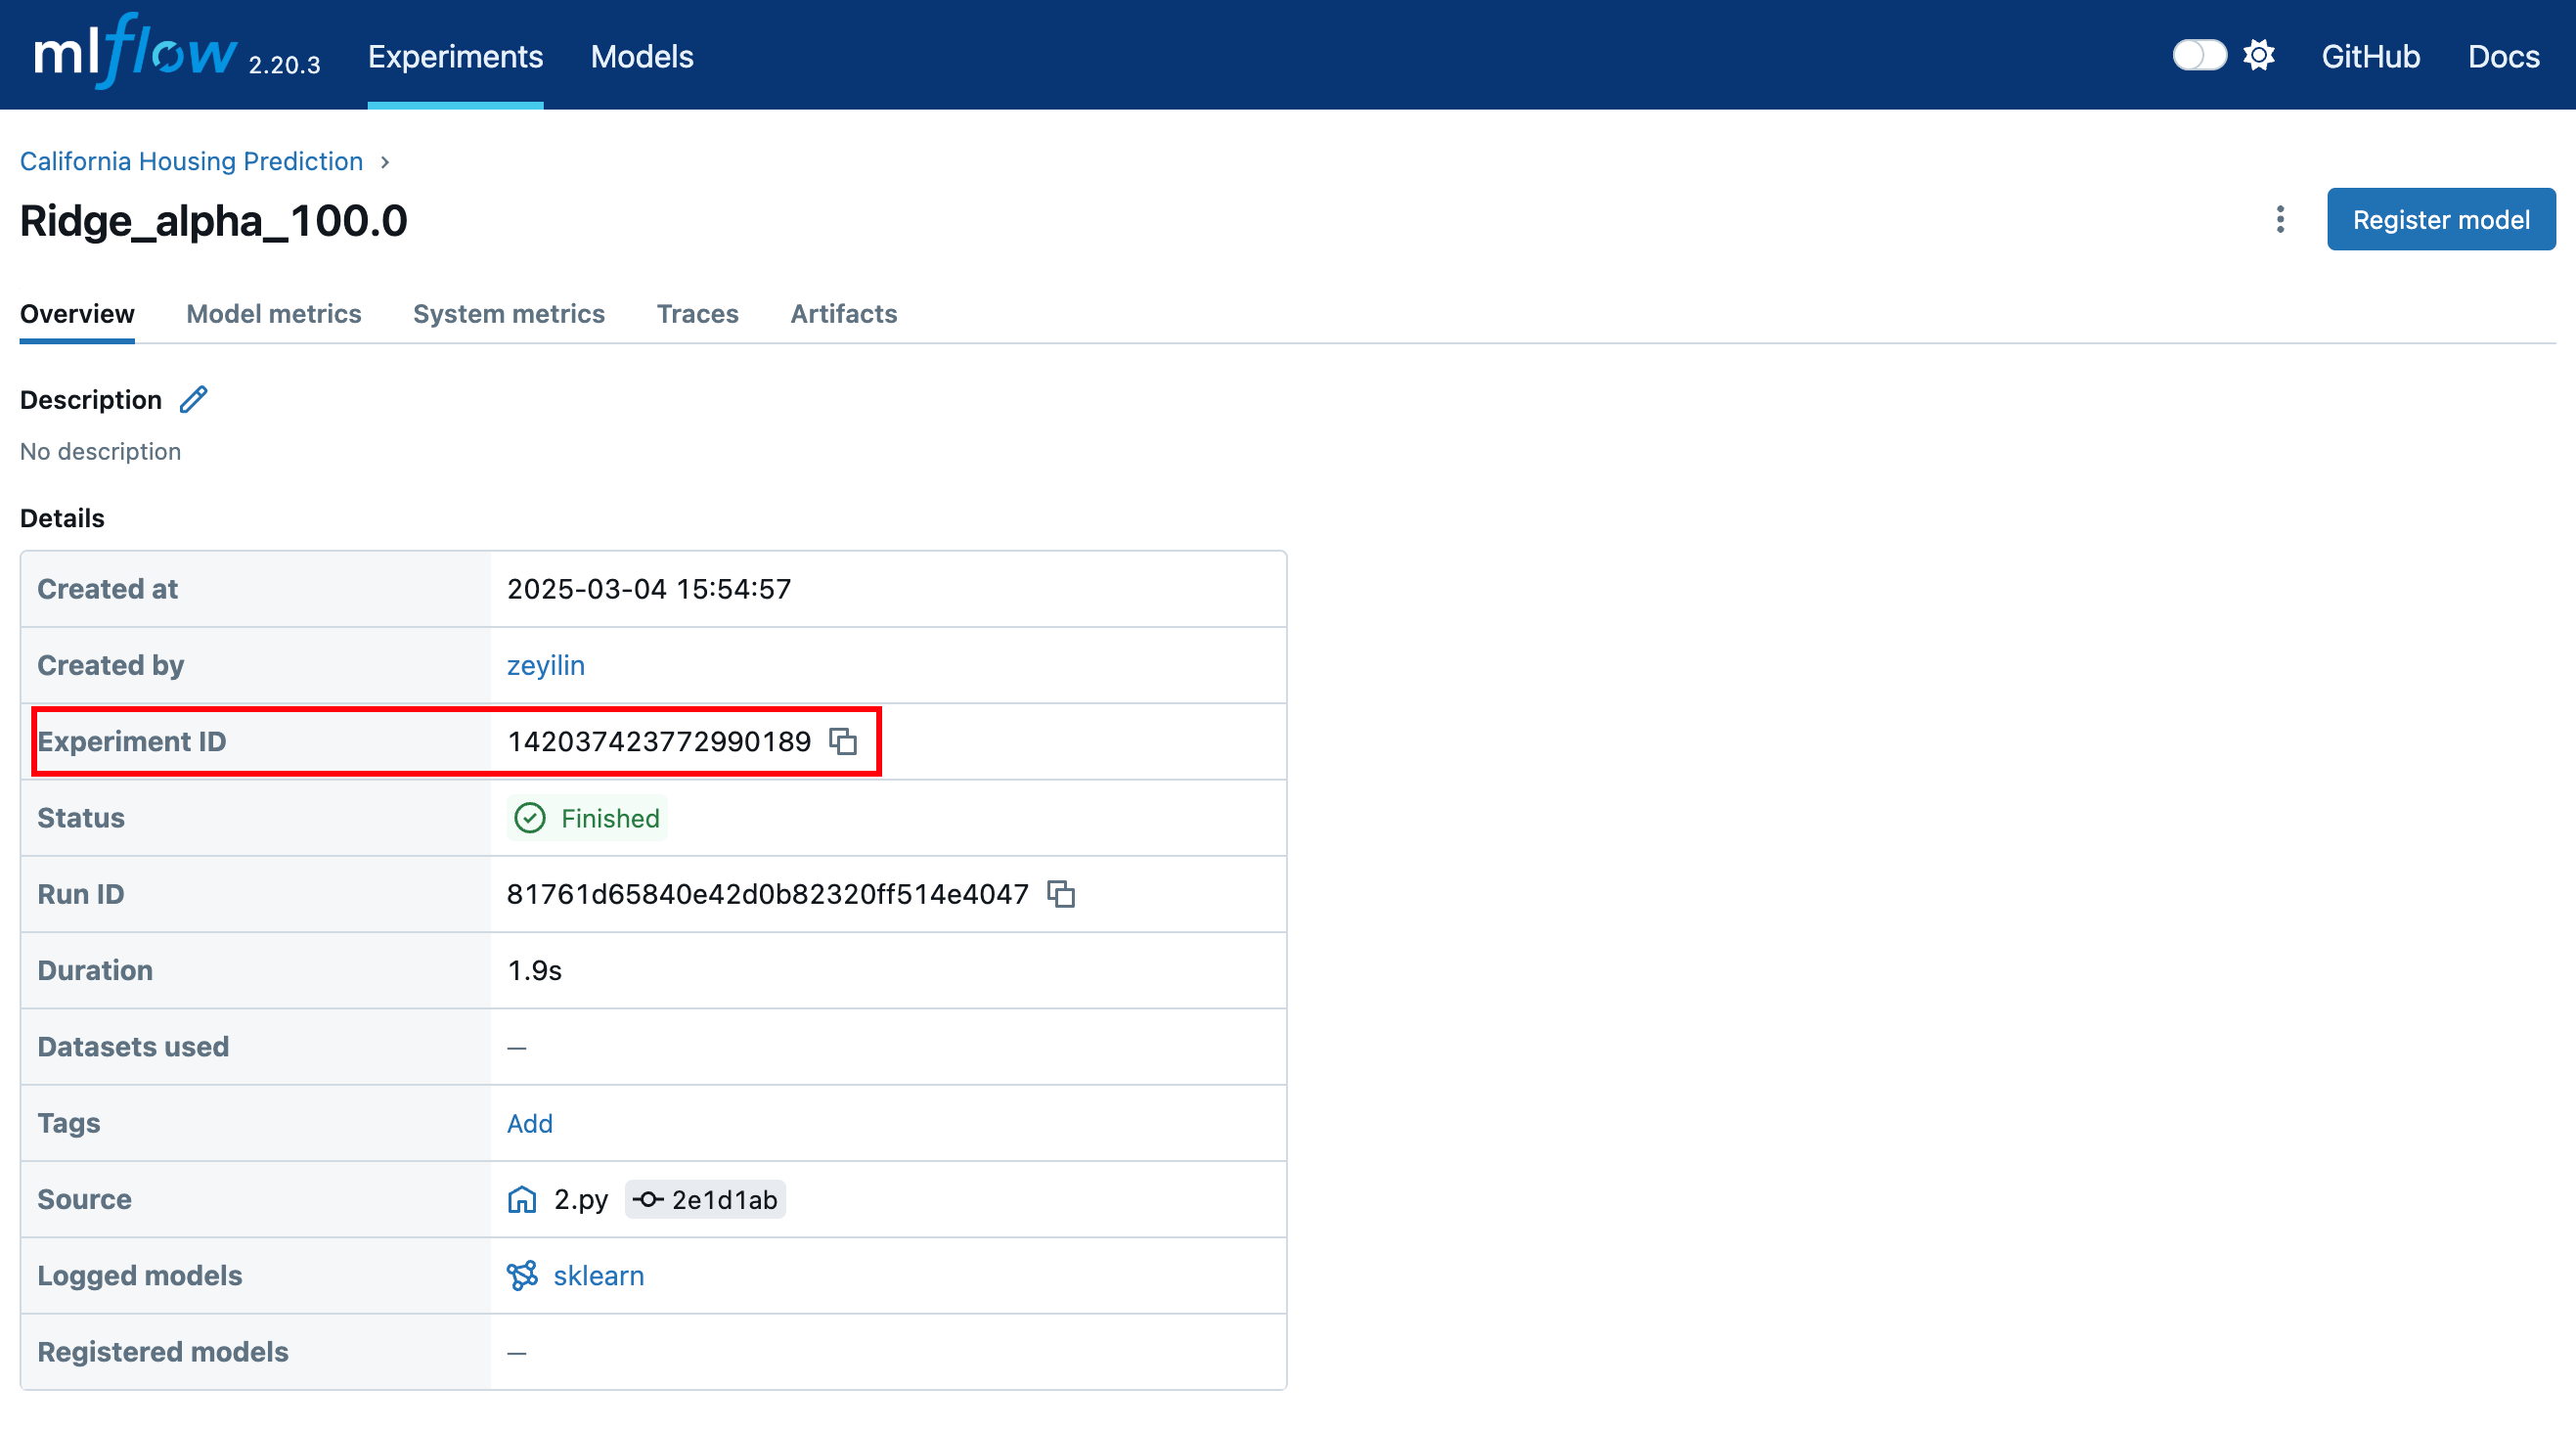 mlflow 2.20.3 Experiments Models GitHub Docs
California Housing Prediction
Ridge_alpha_100.0 Register model
Overview Model metrics System metrics Traces Artifacts
Description
No description
Details
Created at 2025-03-04 15:54:57
Created by zeyilin
Experiment ID 142037423772990189
Status Finished
Run ID 81761d65840e42d0b82320ff514e4047
Duration 1.9s
Datasets used —
Tags Add
Source 2.py 2e1d1ab
Logged models sklearn
Registered models —